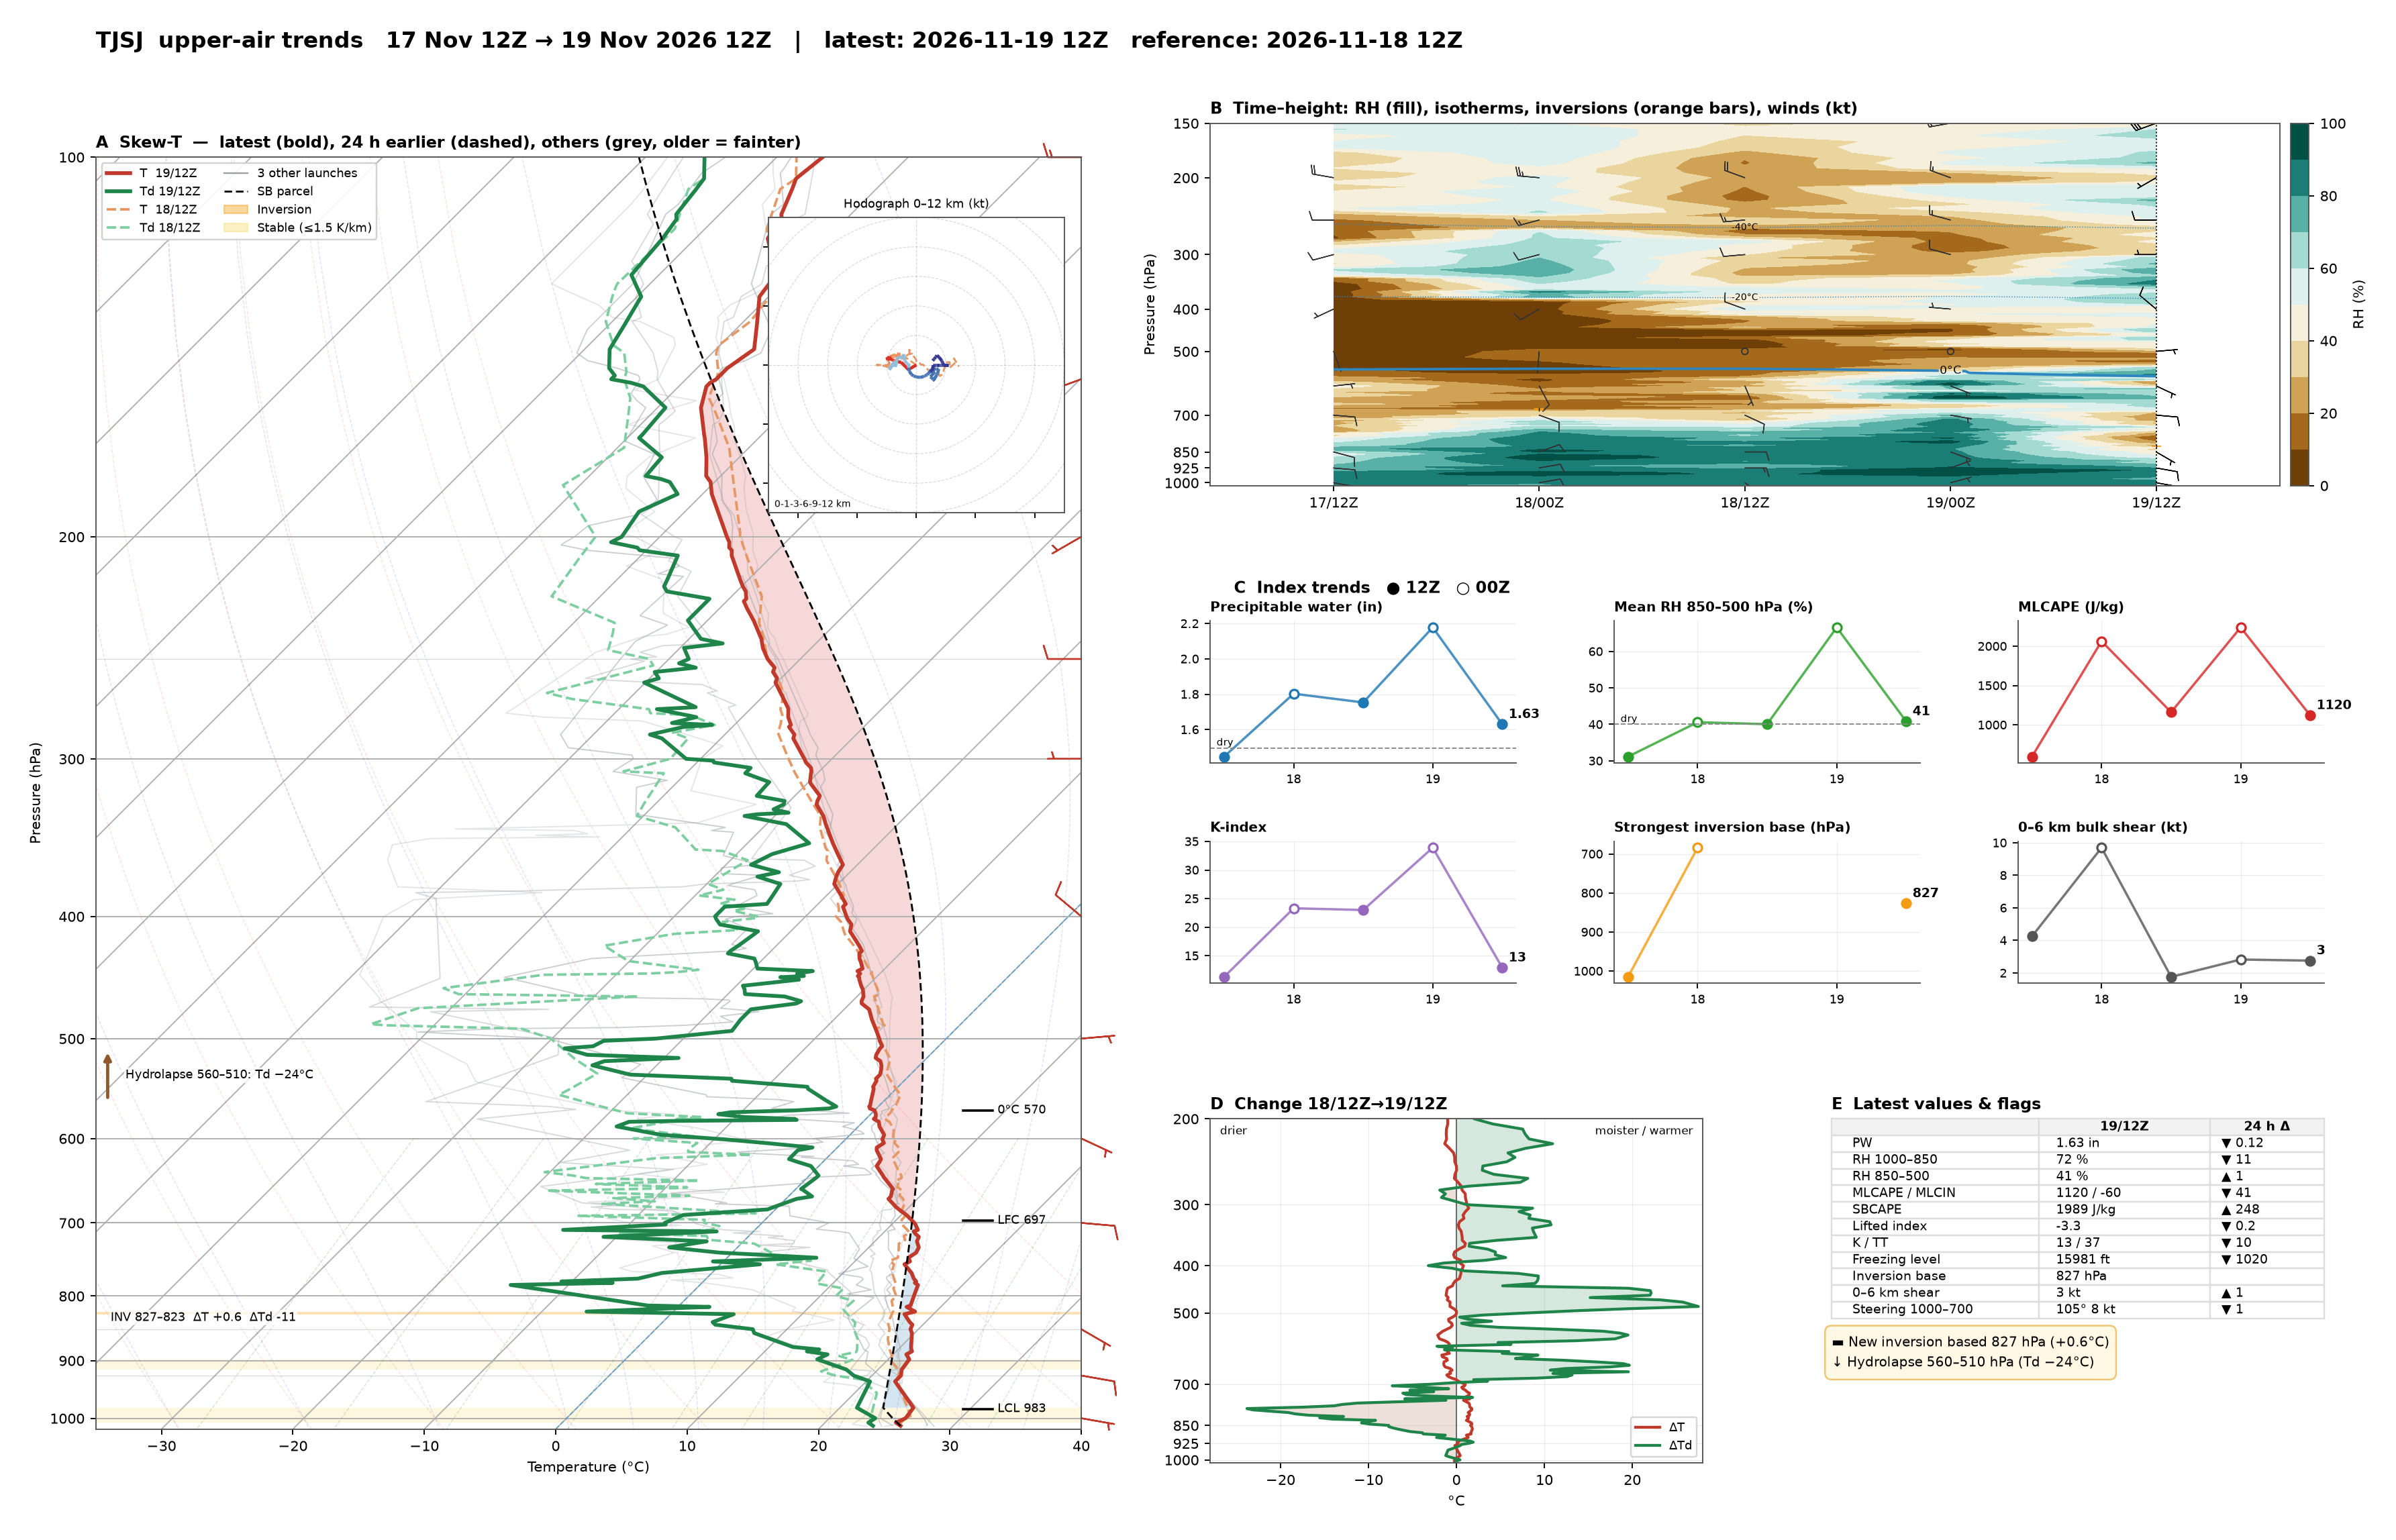 TJSJ upper-air trends 17 Nov 12Z → 19 Nov 2026 12Z | latest: 2026-11-19 12Z reference: 2026-11-18 12Z
A Skew-T — latest (bold), 24 h earlier (dashed), others (grey, older = fainter)
T 19/12Z
Td 19/12Z
T 18/12Z
Td 18/12Z
3 other launches
SB parcel
Inversion
Stable (≤1.5 K/km)
Hodograph 0–12 km (kt)
0-1-3-6-9-12 km
100
200
300
400
500
600
700
800
900
1000
Pressure (hPa)
Hydrolapse 560–510: Td −24°C
INV 827–823 ΔT +0.6 ΔTd -11
0°C 570
LFC 697
LCL 983
−30 −20 −10 0 10 20 30 40
Temperature (°C)
B Time–height: RH (fill), isotherms, inversions (orange bars), winds (kt)
150
200
300
400
500
700
850
925
1000
Pressure (hPa)
-40°C
-20°C
0°C
17/12Z 18/00Z 18/12Z 19/00Z 19/12Z
100
80
60
40
20
0
RH (%)
C Index trends ● 12Z ○ 00Z
Precipitable water (in)
2.2
2.0
1.8
1.6
dry
1.63
18 19
Mean RH 850–500 hPa (%)
60
50
40
30
dry
41
18 19
MLCAPE (J/kg)
2000
1500
1000
1120
18 19
K-index
35
30
25
20
15
13
18 19
Strongest inversion base (hPa)
700
800
900
1000
827
18 19
0–6 km bulk shear (kt)
10
8
6
4
2
3
18 19
D Change 18/12Z→19/12Z
drier moister / warmer
200
300
400
500
700
850
925
1000
ΔT
ΔTd
−20 −10 0 10 20
°C
E Latest values & flags
19/12Z 24 h Δ
PW 1.63 in ▼ 0.12
RH 1000–850 72 % ▼ 11
RH 850–500 41 % ▲ 1
MLCAPE / MLCIN 1120 / -60 ▼ 41
SBCAPE 1989 J/kg ▲ 248
Lifted index -3.3 ▼ 0.2
K / TT 13 / 37 ▼ 10
Freezing level 15981 ft ▼ 1020
Inversion base 827 hPa
0–6 km shear 3 kt ▲ 1
Steering 1000–700 105° 8 kt ▼ 1
▬ New inversion based 827 hPa (+0.6°C)
↓ Hydrolapse 560–510 hPa (Td −24°C)